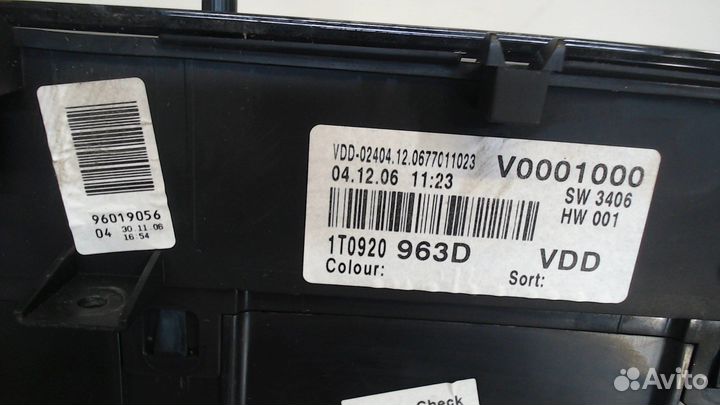 96019056
04 30.11.06
16 54
VDD-02404.12.0677011023 V0001000
04.12.06 11:23 SW 3406
HW 001
1T0920 963D VDD
Colour: Sort:
Check
Avito